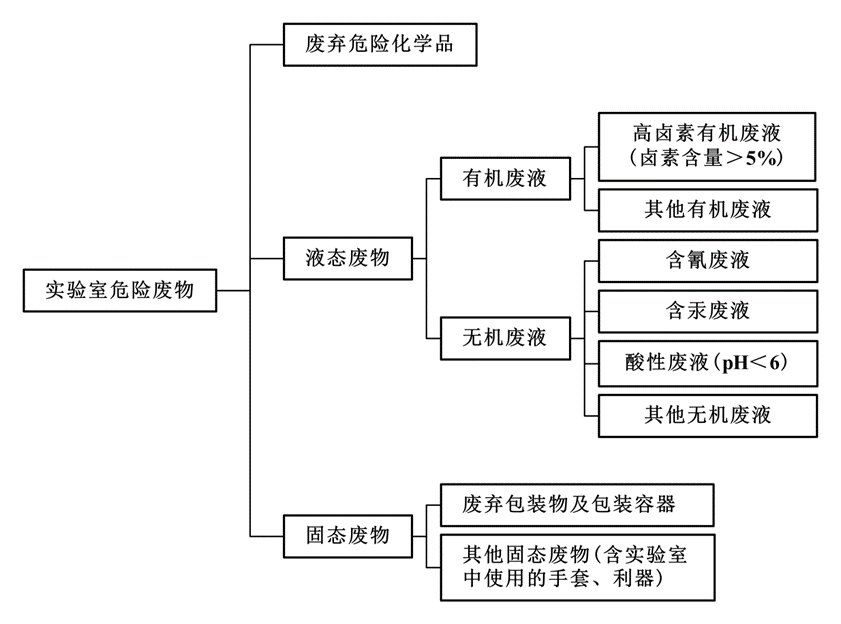 废弃危险化学品
高卤素有机废液
(卤素含量＞5%)
有机废液
其他有机废液
液态废物
含氰废液
实验室危险废物
含汞废液
无机废液
酸性废液(pH＜6)
其他无机废液
废弃包装物及包装容器
固态废物
其他固态废物(含实验室
中使用的手套、利器)